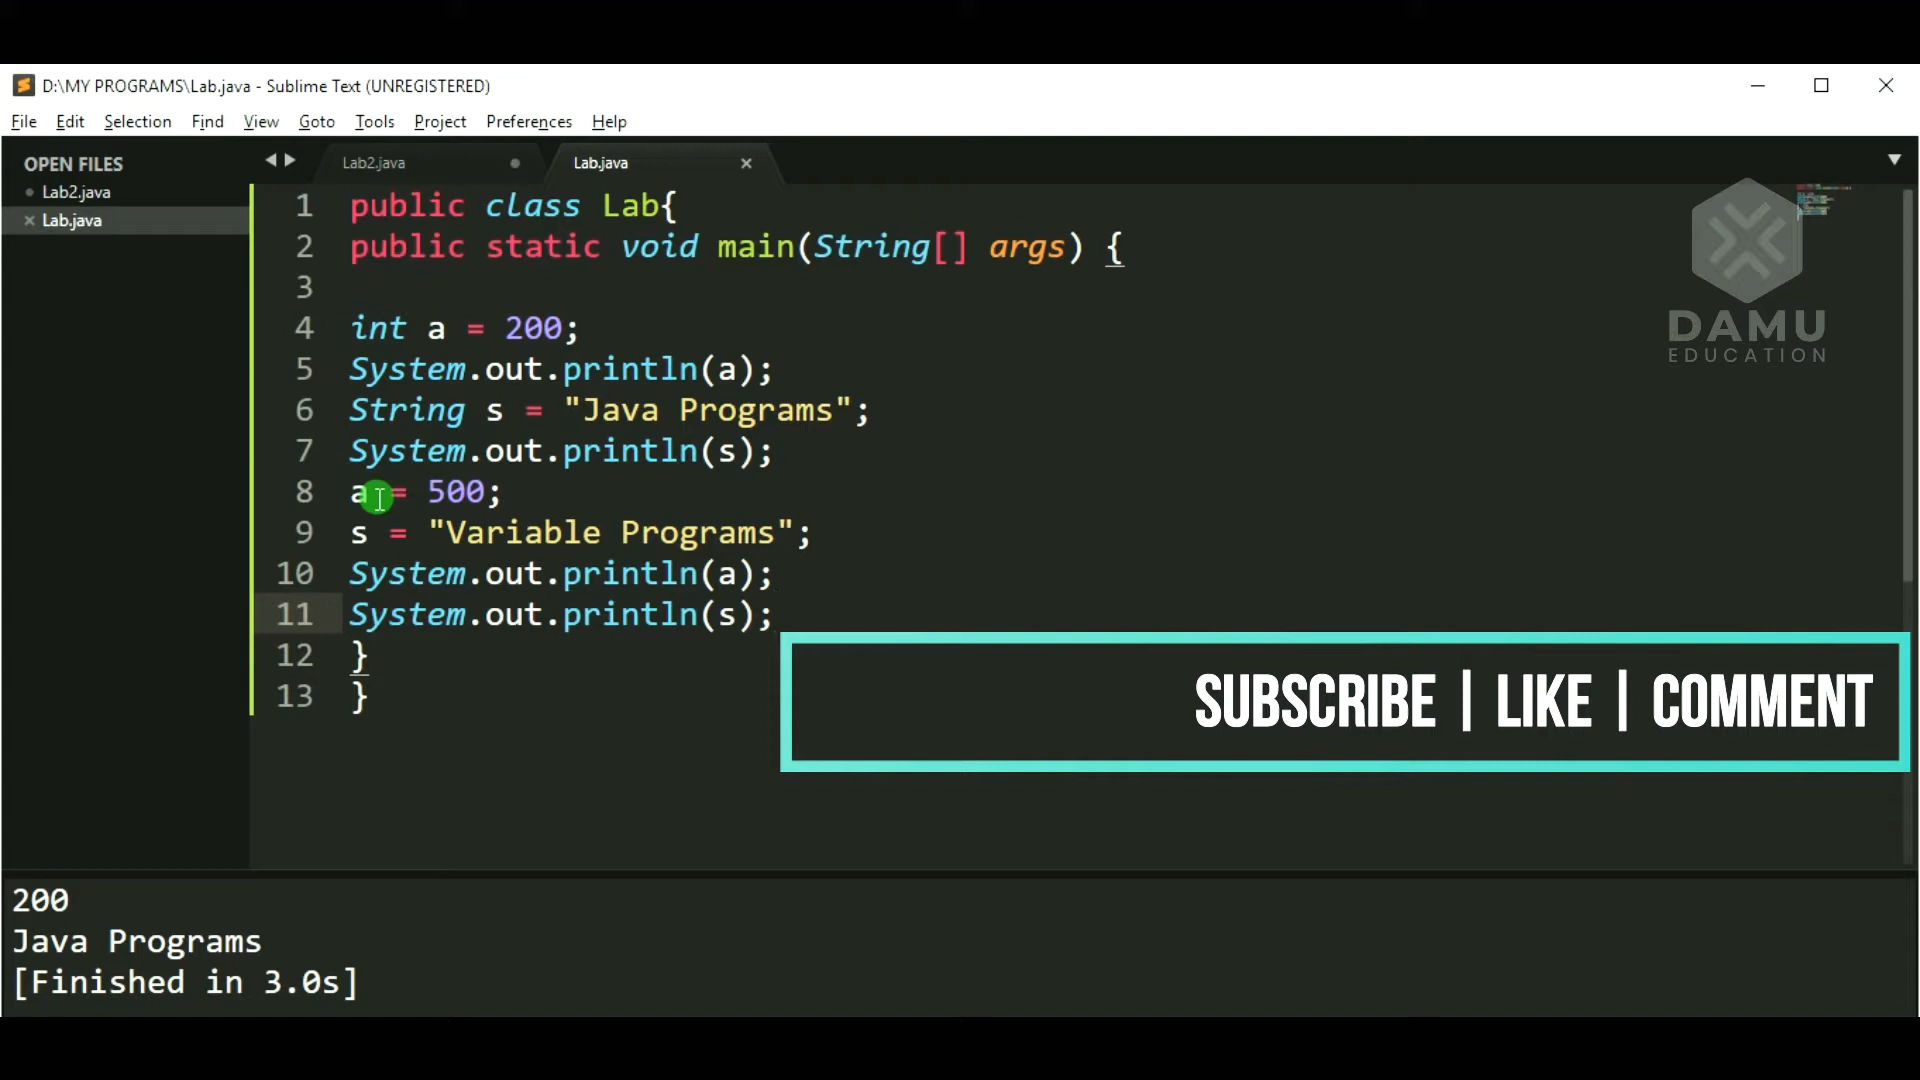 D:\MY PROGRAMS\Lab.java - Sublime Text (UNREGISTERED)
File Edit Selection Find View Goto Tools Project Preferences Help
OPEN FILES
Lab2.java
Lab.java
Lab2.java Lab.java
1 public class Lab{
2 public static void main(String[] args) {
3
4 int a = 200;
5 System.out.println(a);
6 String s = "Java Programs";
7 System.out.println(s);
8 a = 500;
9 s = "Variable Programs";
10 System.out.println(a);
11 System.out.println(s);
12 }
13 }
DAMU
EDUCATION
SUBSCRIBE | LIKE | COMMENT
200
Java Programs
[Finished in 3.0s]